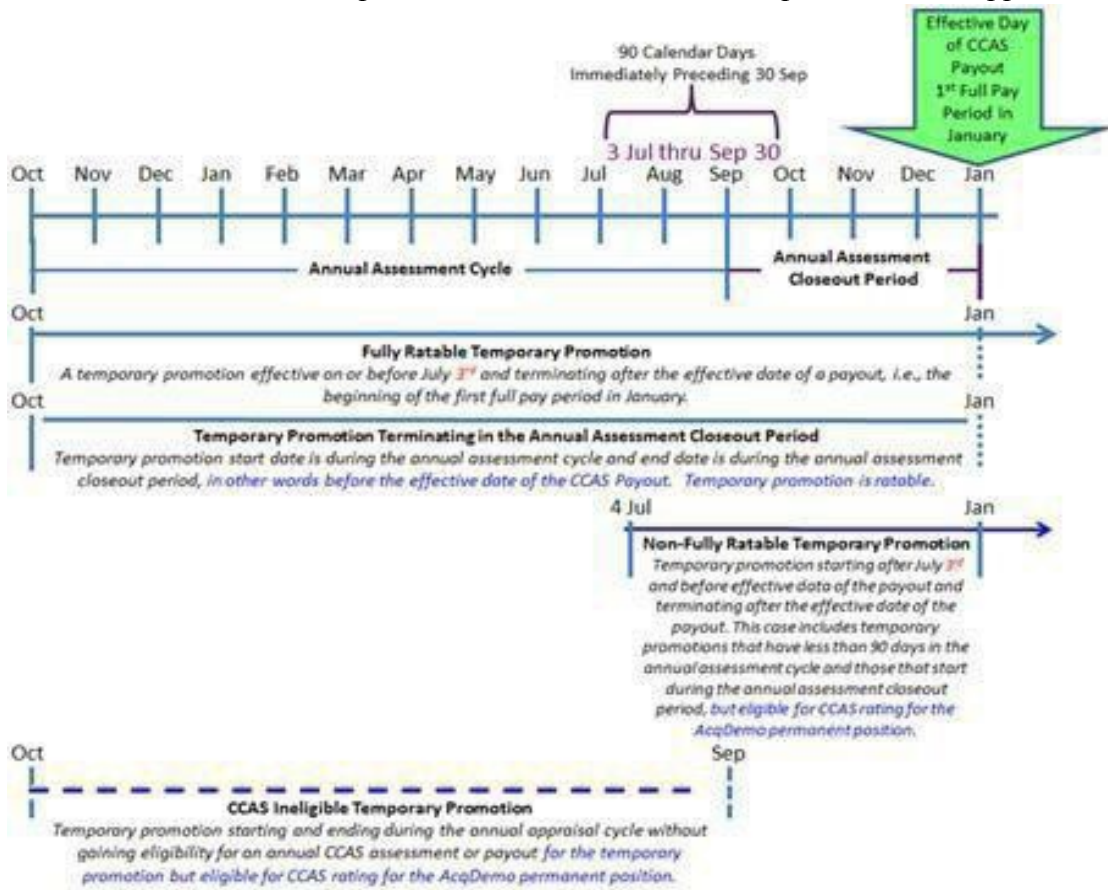 Effective Day
of CCAS
Payout
1st Full Pay
Period in
January
90 Calendar Days
Immediately Preceding 30 Sep
3 Jul thru Sep 30
Oct Nov Dec Jan Feb Mar Apr May Jun Jul Aug Sep Oct Nov Dec Jan
Annual Assessment Cycle
Annual Assessment
Closeout Period
Oct Jan
Fully Ratable Temporary Promotion
A temporary promotion effective on or before July 3rd and terminating after the effective date of a payout, i.e., the
beginning of the first full pay period in January.
Oct Jan
Temporary Promotion Terminating in the Annual Assessment Closeout Period
Temporary promotion start date is during the annual assessment cycle and end date is during the annual assessment
closeout period, in other words before the effective date of the CCAS Payout. Temporary promotion is ratable.
4 Jul Jan
Non-Fully Ratable Temporary Promotion
Temporary promotion starting after July 3rd
and before effective data of the payout and
terminating after the effective date of the
payout. This case includes temporary
promotions that have less than 90 days in the
annual assessment cycle and those that start
during the annual assessment closeout
period, but eligible for CCAS rating for the
AcqDemo permanent position.
Oct Sep
CCAS Ineligible Temporary Promotion
Temporary promotion starting and ending during the annual appraisal cycle without
gaining eligibility for an annual CCAS assessment or payout for the temporary
promotion but eligible for CCAS rating for the AcqDemo permanent position.